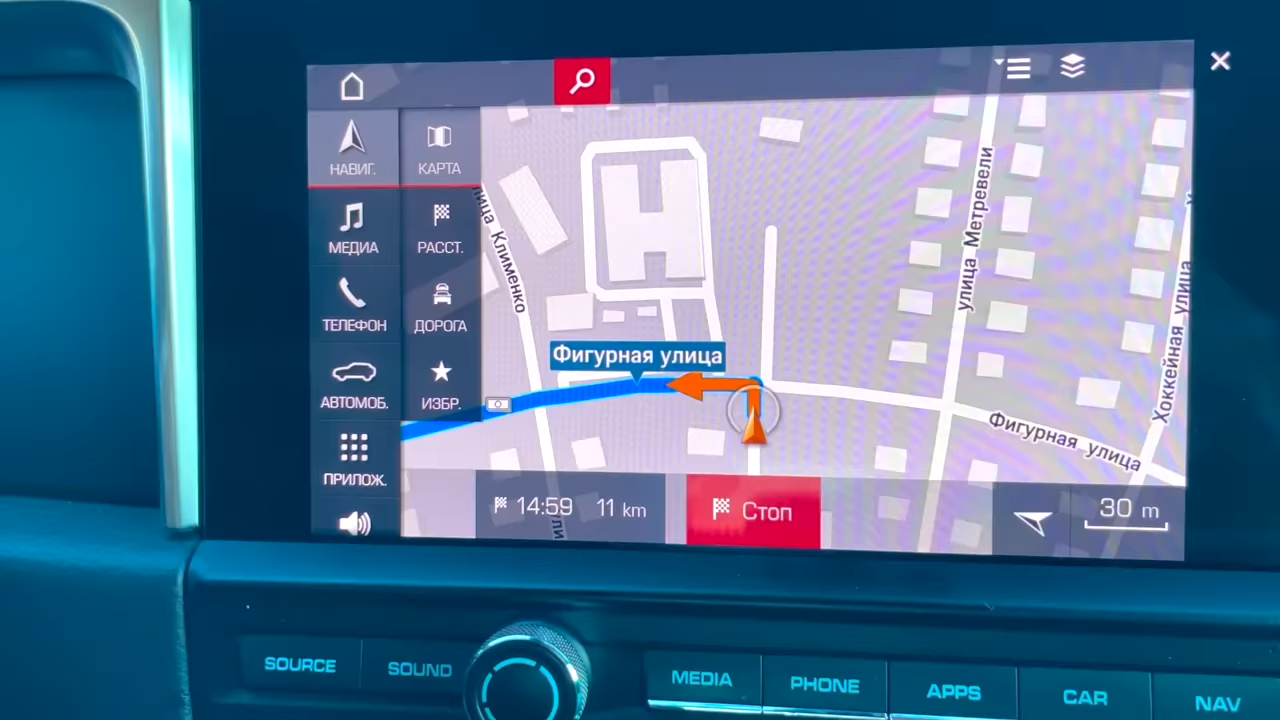 НАВИГ.
КАРТА
МЕДИА
РАССТ.
ТЕЛЕФОН
ДОРОГА
АВТОМОБ.
ИЗБР.
ПРИЛОЖ.
Клименко
Фигурная улица
улица Метревели
Хоккейная улица
Фигурная улица
14:59 11 km
Стоп
30 m
SOURCE
SOUND
MEDIA
PHONE
APPS
CAR
NAV